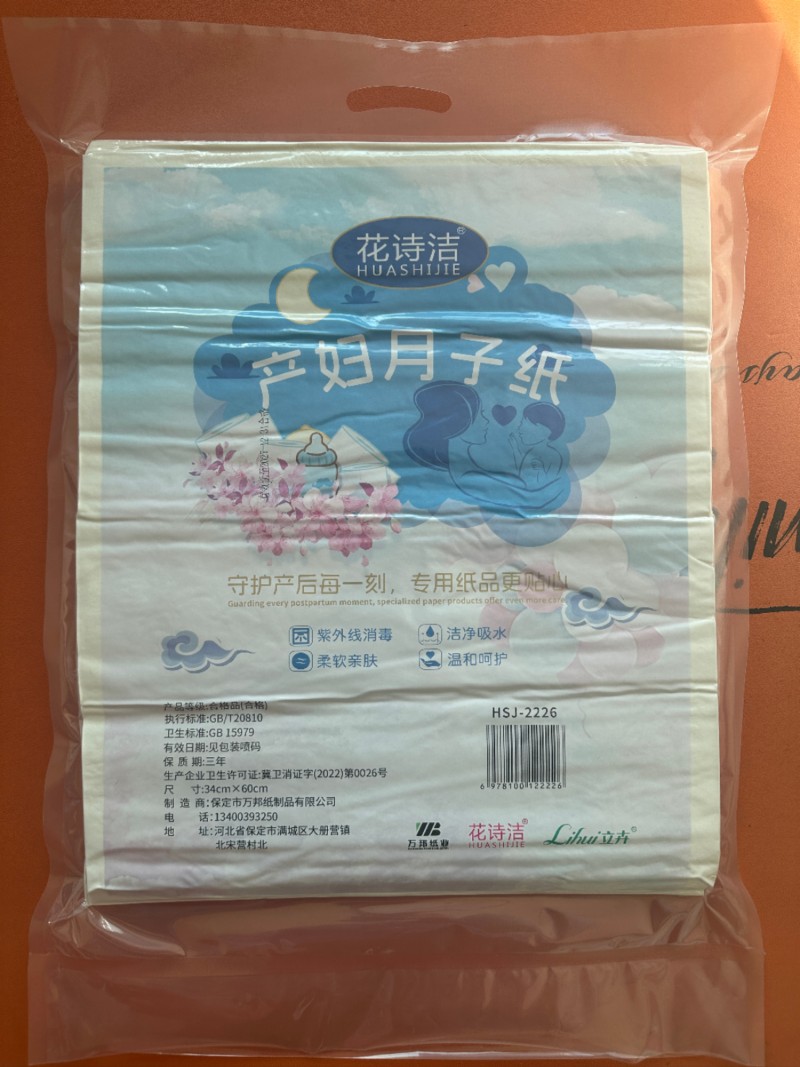 花诗洁®
HUASHIJIE
产妇月子纸
守护产后每一刻，专用纸品更贴心
Guarding every postpartum moment, specialized paper products offer even more care
紫外线消毒
洁净吸水
柔软亲肤
温和呵护
产品等级:合格品(合格)
执行标准:GB/T20810
卫生标准:GB 15979
有效日期:见包装喷码
保 质 期:三年
生产企业卫生许可证:冀卫消证字(2022)第0026号
尺 寸:34cm×60cm
制 造 商:保定市万邦纸制品有限公司
电 话:13400393250
地 址:河北省保定市满城区大册营镇
北宋营村北
HSJ-2226
6 978100 122226
万邦纸业
花诗洁®
HUASHIJIE
Lihui立卉®